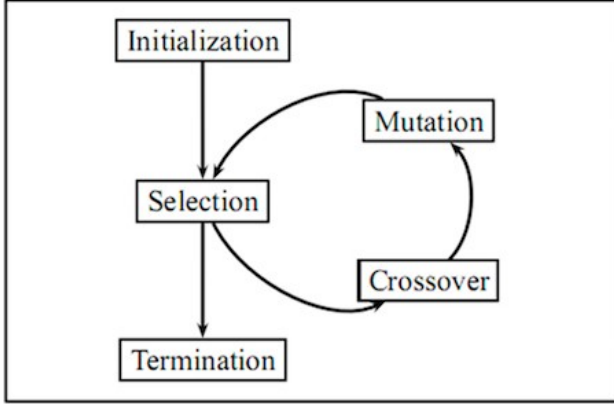 Initialization
Mutation
Selection
Crossover
Termination